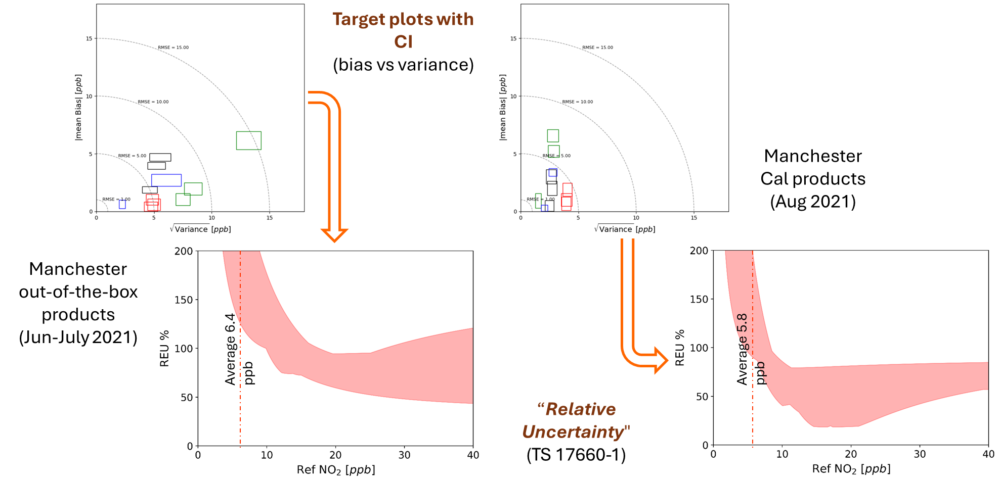 Target plots with
CI
(bias vs variance)
15
10
5
0
0
5
10
15
RMSE = 15.00
RMSE = 10.00
RMSE = 5.00
RMSE = 1.00
|mean Bias| [ppb]
√Variance [ppb]
15
10
5
0
0
5
10
15
RMSE = 15.00
RMSE = 10.00
RMSE = 5.00
RMSE = 1.00
|mean Bias| [ppb]
√Variance [ppb]
Manchester
Cal products
(Aug 2021)
Manchester
out-of-the-box
products
(Jun-July 2021)
200
150
100
50
0
0
10
20
30
40
REU %
Average 6.4
ppb
Ref NO₂ [ppb]
“Relative
Uncertainty"
(TS 17660-1)
200
150
100
50
0
0
10
20
30
40
REU %
Average 5.8
ppb
Ref NO₂ [ppb]